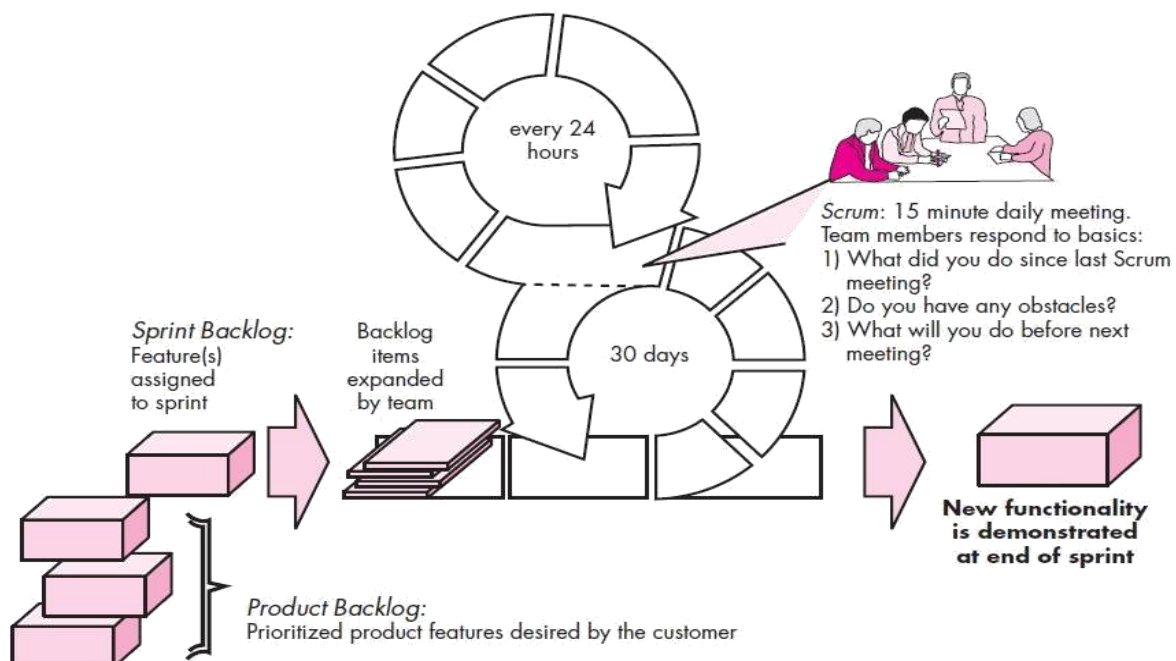 every 24
hours
Scrum: 15 minute daily meeting.
Team members respond to basics:
1) What did you do since last Scrum
meeting?
2) Do you have any obstacles?
3) What will you do before next
meeting?
Sprint Backlog:
Feature(s)
assigned
to sprint
Backlog
items
expanded
by team
30 days
New functionality
is demonstrated
at end of sprint
Product Backlog:
Prioritized product features desired by the customer